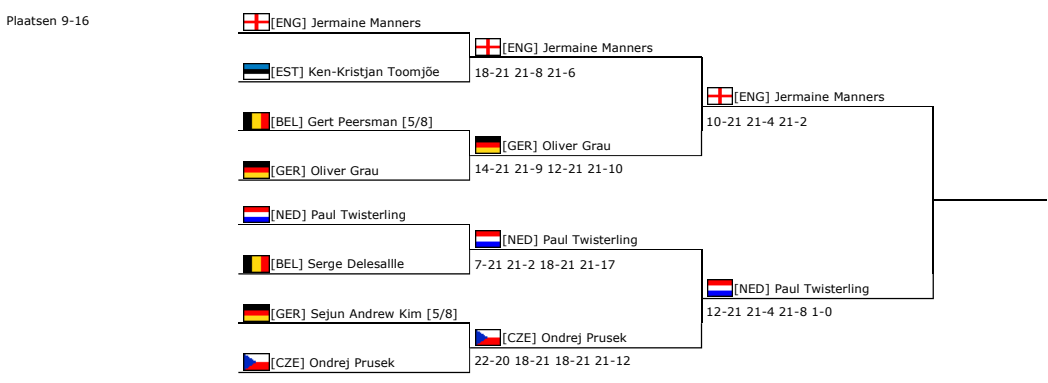 Plaatsen 9-16
[ENG] Jermaine Manners
[EST] Ken-Kristjan Toomjõe
[BEL] Gert Peersman [5/8]
[GER] Oliver Grau
[NED] Paul Twisterling
[BEL] Serge Delesallle
[GER] Sejun Andrew Kim [5/8]
[CZE] Ondrej Prusek
[ENG] Jermaine Manners
18-21 21-8 21-6
[GER] Oliver Grau
14-21 21-9 12-21 21-10
[NED] Paul Twisterling
7-21 21-2 18-21 21-17
[CZE] Ondrej Prusek
22-20 18-21 18-21 21-12
[ENG] Jermaine Manners
10-21 21-4 21-2
[NED] Paul Twisterling
12-21 21-4 21-8 1-0